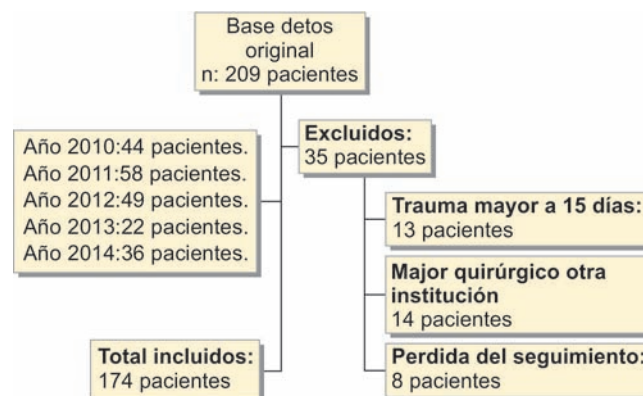 Base detos
original
n: 209 pacientes
Excluidos:
35 pacientes
Año 2010:44 pacientes.
Año 2011:58 pacientes.
Año 2012:49 pacientes.
Año 2013:22 pacientes.
Año 2014:36 pacientes.
Trauma mayor a 15 días:
13 pacientes
Major quirúrgico otra
institución
14 pacientes
Total incluidos:
174 pacientes
Perdida del seguimiento:
8 pacientes